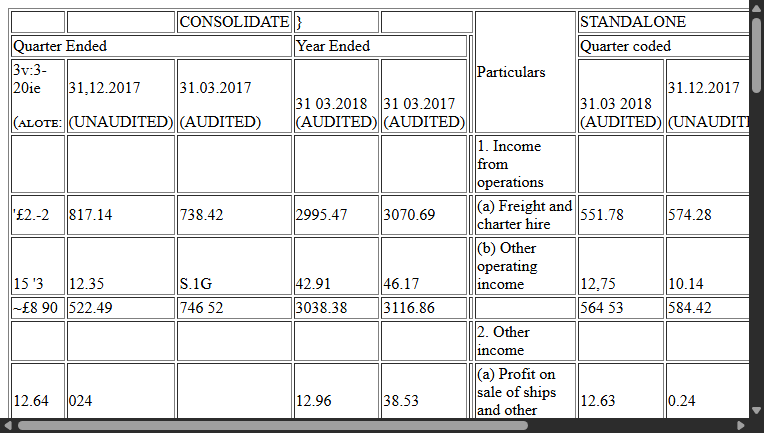 CONSOLIDATE } STANDALONE
Quarter Ended Year Ended Particulars Quarter coded
3v:3-20ie (ALOTE: 31,12.2017 (UNAUDITED) 31.03.2017 (AUDITED) 31 03.2018 (AUDITED) 31 03.2017 (AUDITED) 31.03 2018 (AUDITED) 31.12.2017 (UNAUDITI
1. Income from operations
'£2.-2 817.14 738.42 2995.47 3070.69 (a) Freight and charter hire 551.78 574.28
15 '3 12.35 S.1G 42.91 46.17 (b) Other operating income 12,75 10.14
~£8 90 522.49 746 52 3038.38 3116.86 564 53 584.42
2. Other income
12.64 024 12.96 38.53 (a) Profit on sale of ships and other 12.63 0.24